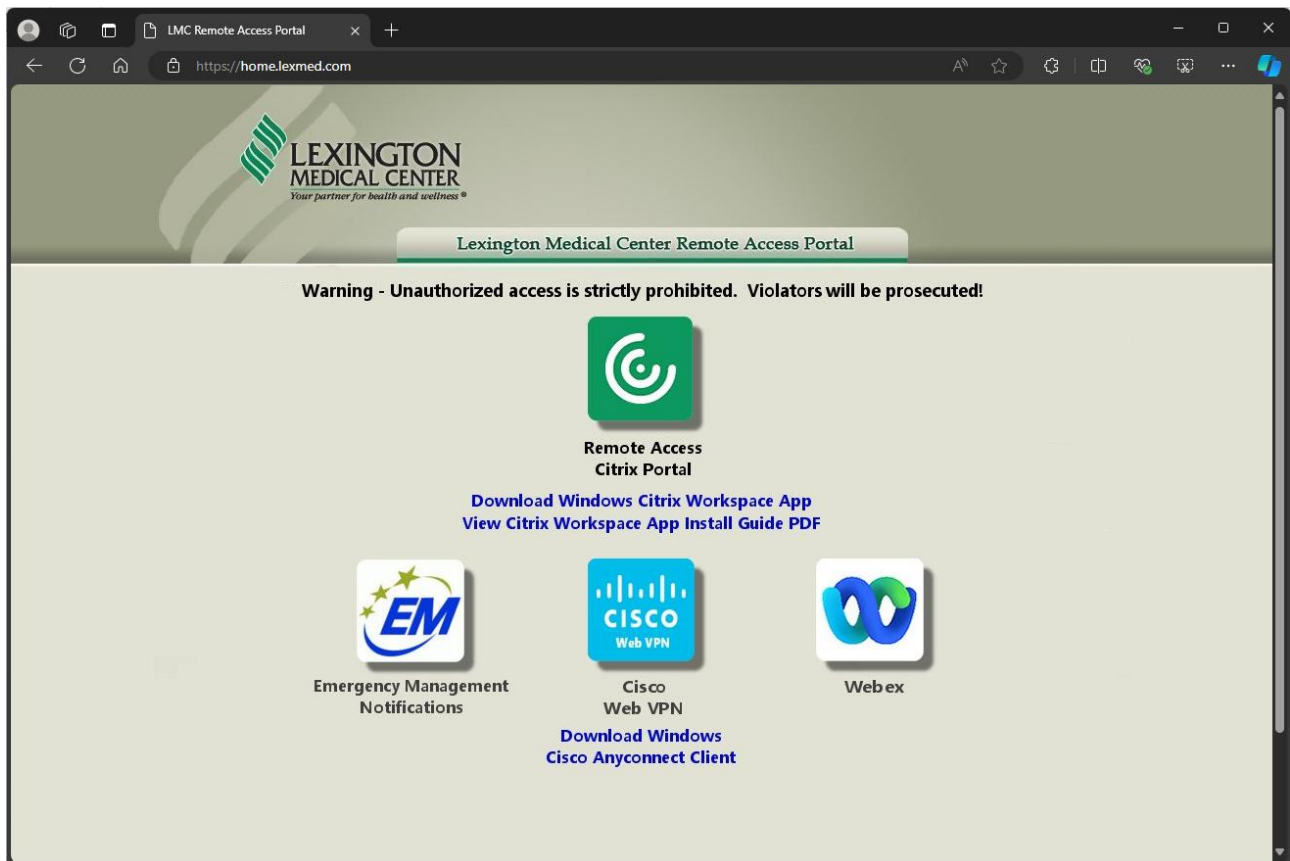 LMC Remote Access Portal
https://home.lexmed.com
LEXINGTON
MEDICAL CENTER
Your partner for health and wellness®
Lexington Medical Center Remote Access Portal
Warning - Unauthorized access is strictly prohibited. Violators will be prosecuted!
Remote Access
Citrix Portal
Download Windows Citrix Workspace App
View Citrix Workspace App Install Guide PDF
EM
CISCO
Web VPN
Emergency Management
Notifications
Cisco
Web VPN
Webex
Download Windows
Cisco Anyconnect Client